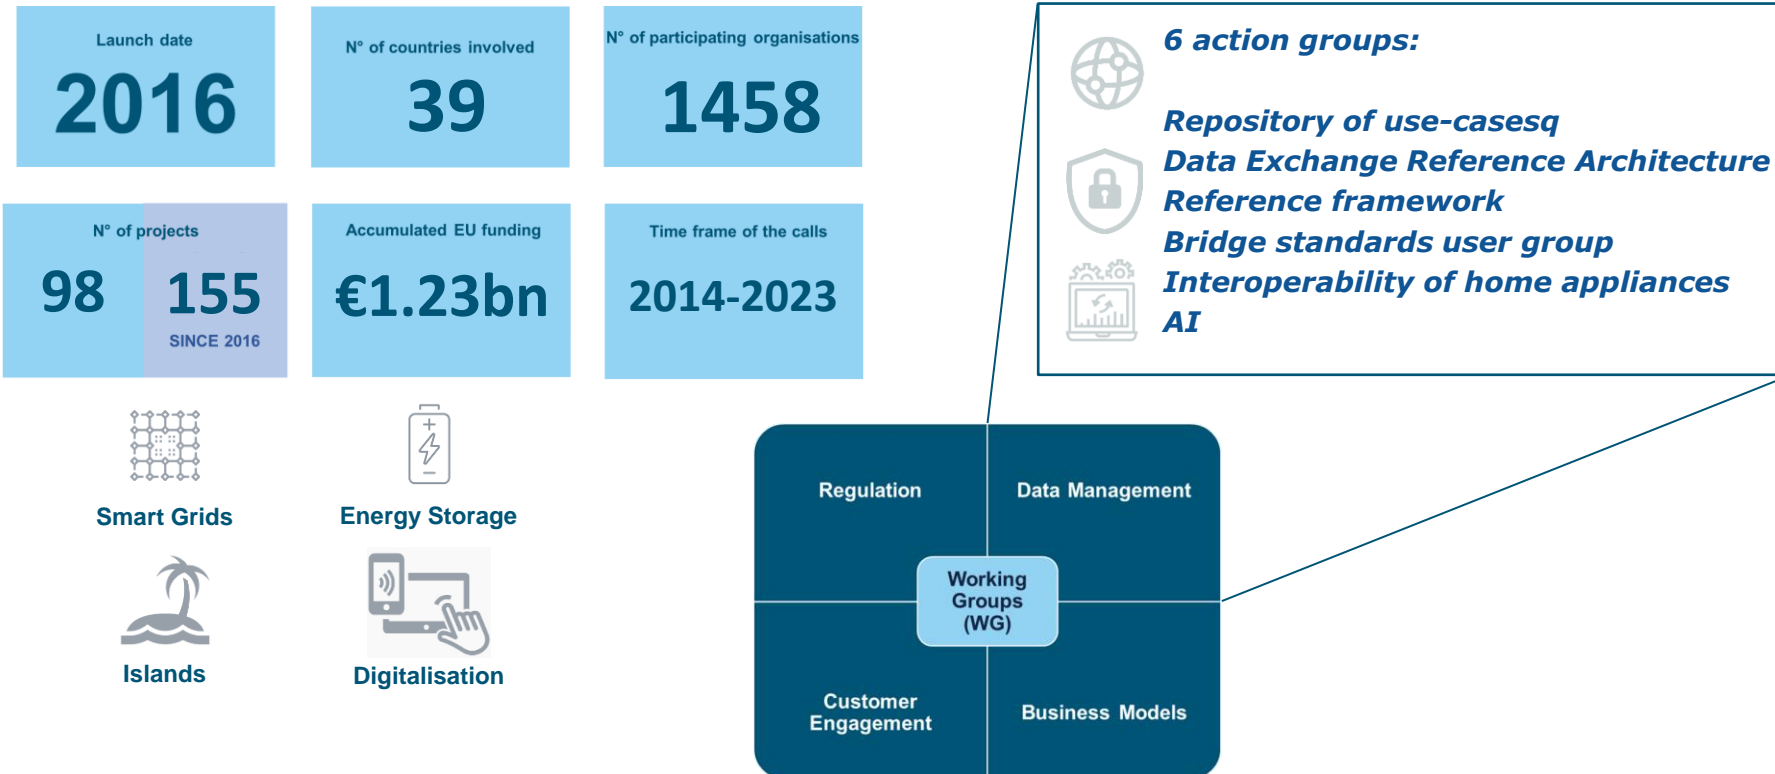 Launch date
2016
N° of countries involved
39
N° of participating organisations
1458
N° of projects
98
155
SINCE 2016
Accumulated EU funding
€1.23bn
Time frame of the calls
2014-2023
Smart Grids
Energy Storage
Islands
Digitalisation
6 action groups:
Repository of use-casesq
Data Exchange Reference Architecture
Reference framework
Bridge standards user group
Interoperability of home appliances
AI
Regulation
Data Management
Working
Groups
(WG)
Customer
Engagement
Business Models